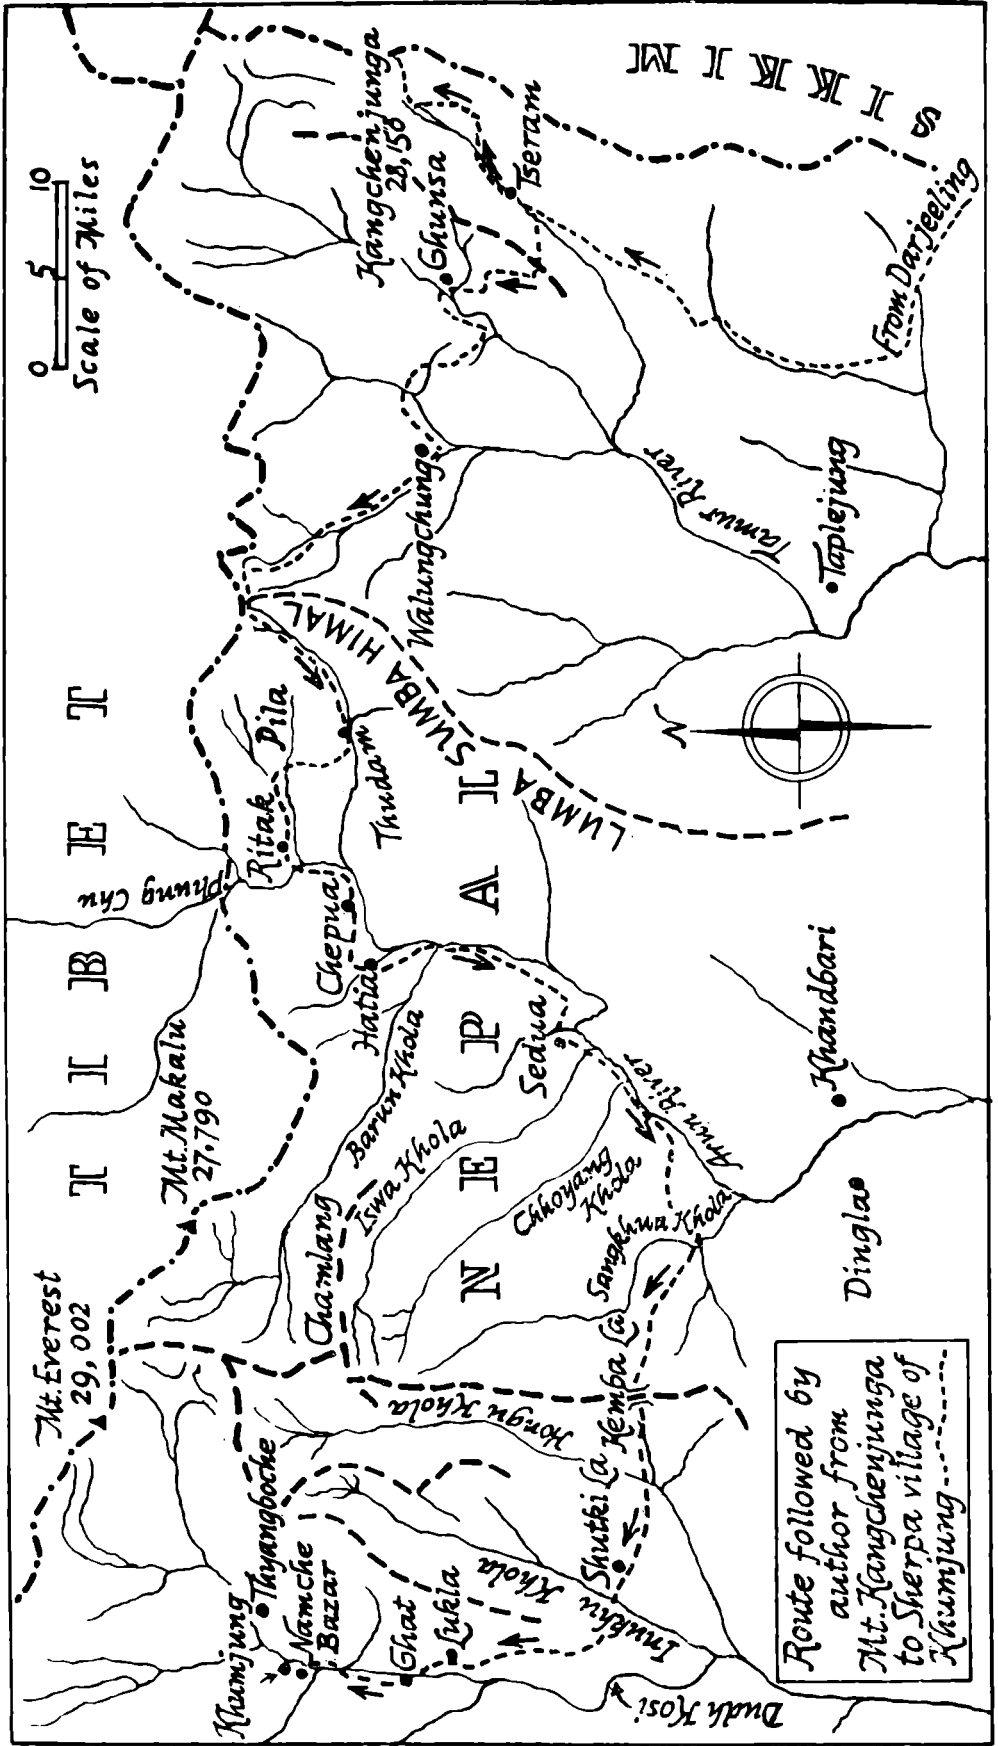 0 5 10
Scale of Miles
TIBET
NEPAL
SIKKIM
Mt. Everest
29,002
Mt. Makalu
27,790
Phung Chu
Kangchenjunga
28,150
Ghunsa
Tseram
From Darjeeling
Walungchung
Tamur River
Taplejung
LUMBA SUMBA HIMAL
Pila
Ritak
Thudam
Chepua
Hatia
Barun Khola
Iswa Khola
Chamlang
Chhoyang
Khola
Sedua
Arun River
Sangkhua Khola
Khandbari
Dingla
Kemba La
Hongu Khola
Shutki La
Inukhu Khola
Khumjung
Thyangboche
Namche
Bazar
Ghat
Lukla
Dudh Kosi
N
Route followed by
author from
Mt. Kangchenjunga
to Sherpa village of
Khumjung